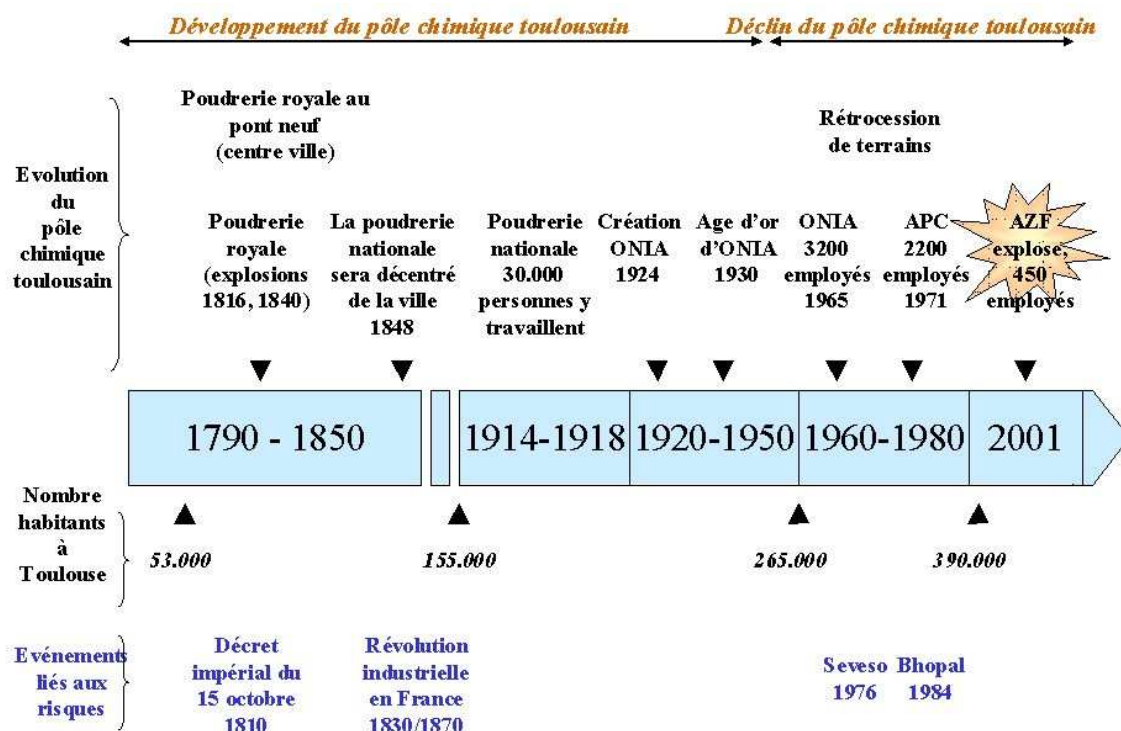 Développement du pôle chimique toulousain
Déclin du pôle chimique toulousain
Evolution
du
pôle
chimique
toulousain
Poudrerie royale au
pont neuf
(centre ville)
Rétrocession
de terrains
Poudrerie
royale
(explosions
1816, 1840)
La poudrerie
nationale
sera décentré
de la ville
1848
Poudrerie
nationale
30.000
personnes y
travaillent
Création
ONIA
1924
Age d’or
d’ONIA
1930
ONIA
3200
employés
1965
APC
2200
employés
1971
AZF
explose,
450
employés
1790 - 1850
1914-1918
1920-1950
1960-1980
2001
Nombre
habitants
à
Toulouse
53.000
155.000
265.000
390.000
Evénements
liés aux
risques
Décret
impérial du
15 octobre
1810
Révolution
industrielle
en France
1830/1870
Seveso
1976
Bhopal
1984